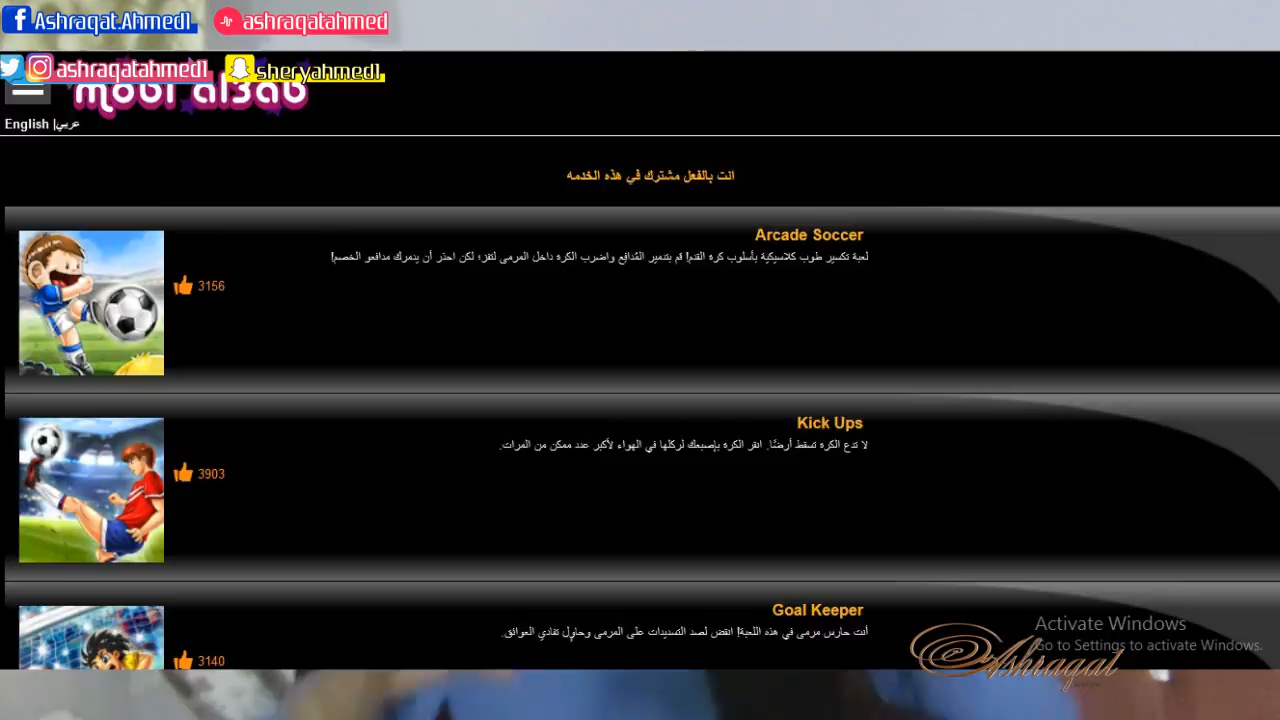 Ashraqat.Ahmed1
ashraqatahmed
ashraqatahmed1
sheryahmed1
mobi al3ab
English |عربي
انت بالفعل مشترك في هذه الخدمه
Arcade Soccer
لعبة تكسير طوب كلاسيكية بأسلوب كرة القدم! قم بتدمير المُدافِع واضرب الكرة داخل المرمى لتفز؛ لكن احذر أن يدمرك مدافعو الخصم!
3156
Kick Ups
لا تدع الكرة تسقط أرضًا. انقر الكرة بإصبعك لركلها في الهواء لأكبر عدد ممكن من المرات.
3903
Goal Keeper
أنت حارس مرمى في هذه اللعبة! انقض لصد التسديدات على المرمى وحاول تفادي العوائق.
3140
Activate Windows
Go to Settings to activate Windows.
Ashraqat